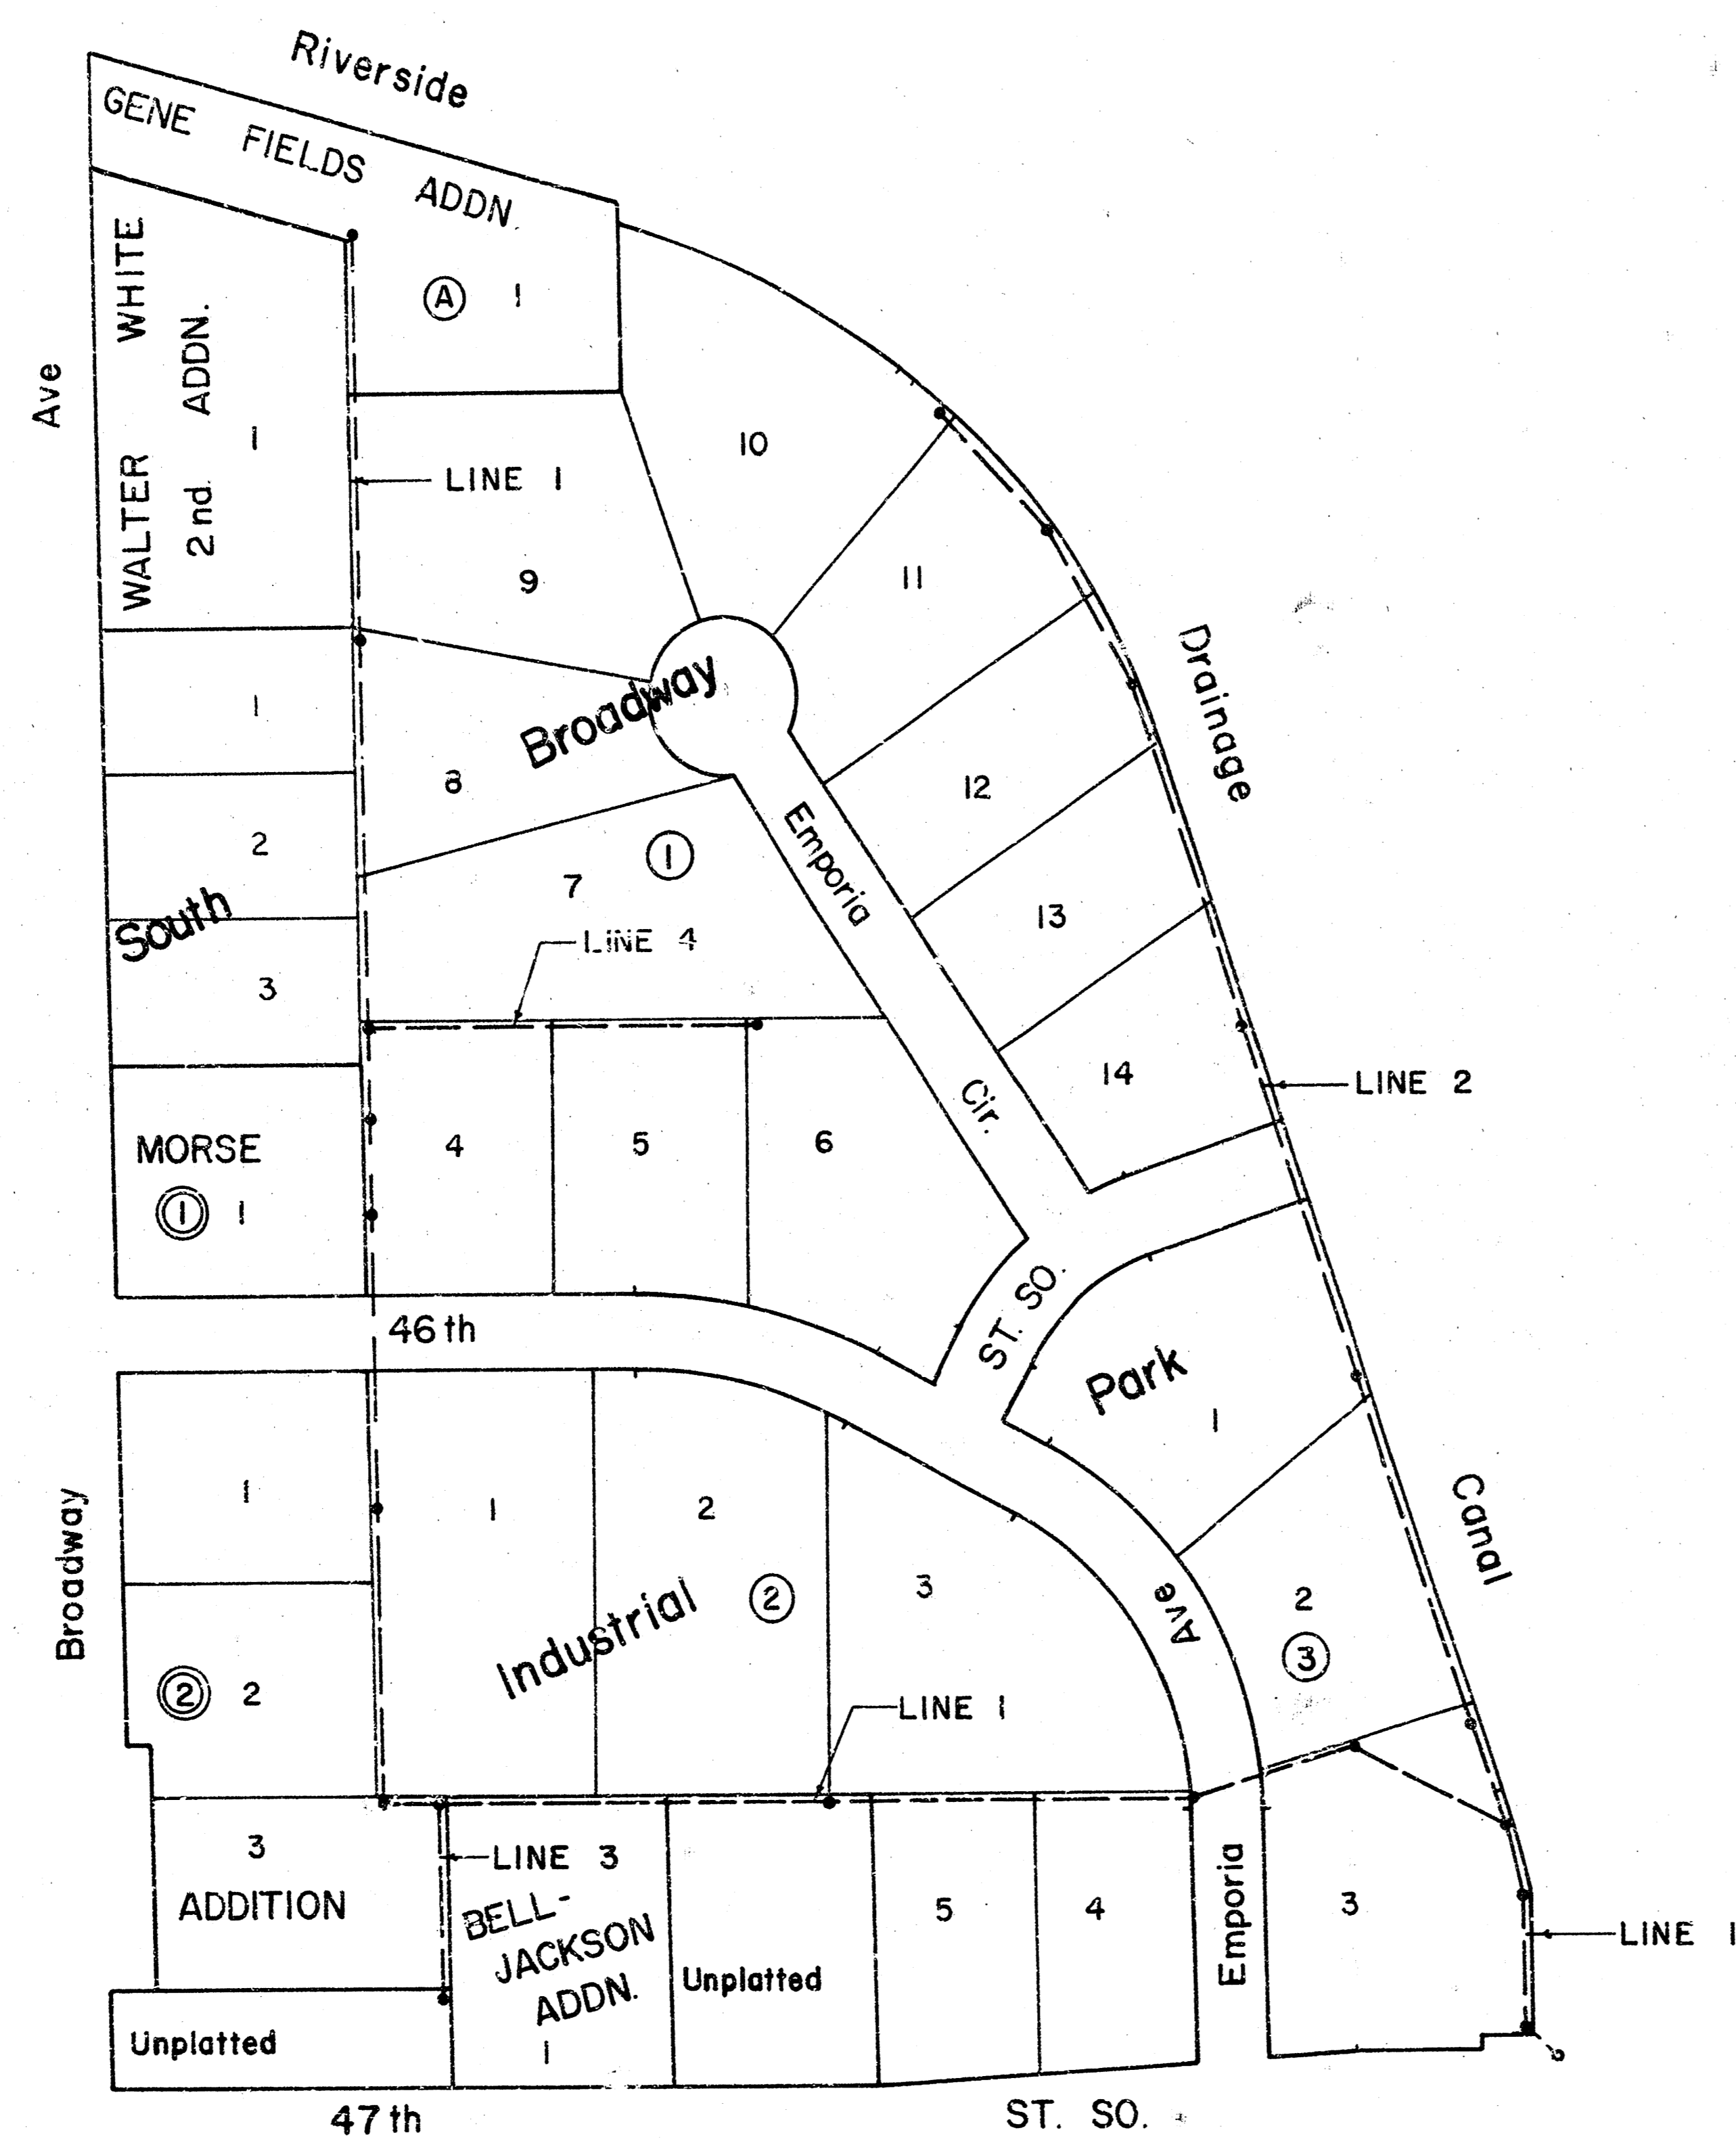 Riverside
GENE FIELDS ADDN.
WALTER WHITE
2nd. ADDN.
1
Ⓐ 1
Ave
LINE 1
10
9
11
Broadway
Drainage
1
8
12
Emporia
2
7
①
13
South
LINE 4
3
14
LINE 2
Cir.
MORSE
① 1
4
5
6
46th
ST. SO.
Park
1
1
1
2
②
3
Canal
Broadway
Industrial
Ave
2
③
② 2
LINE 1
3
ADDITION
LINE 3
BELL-
JACKSON
ADDN.
1
Unplatted
5
4
Emporia
3
LINE 1
Unplatted
47th
ST. SO.